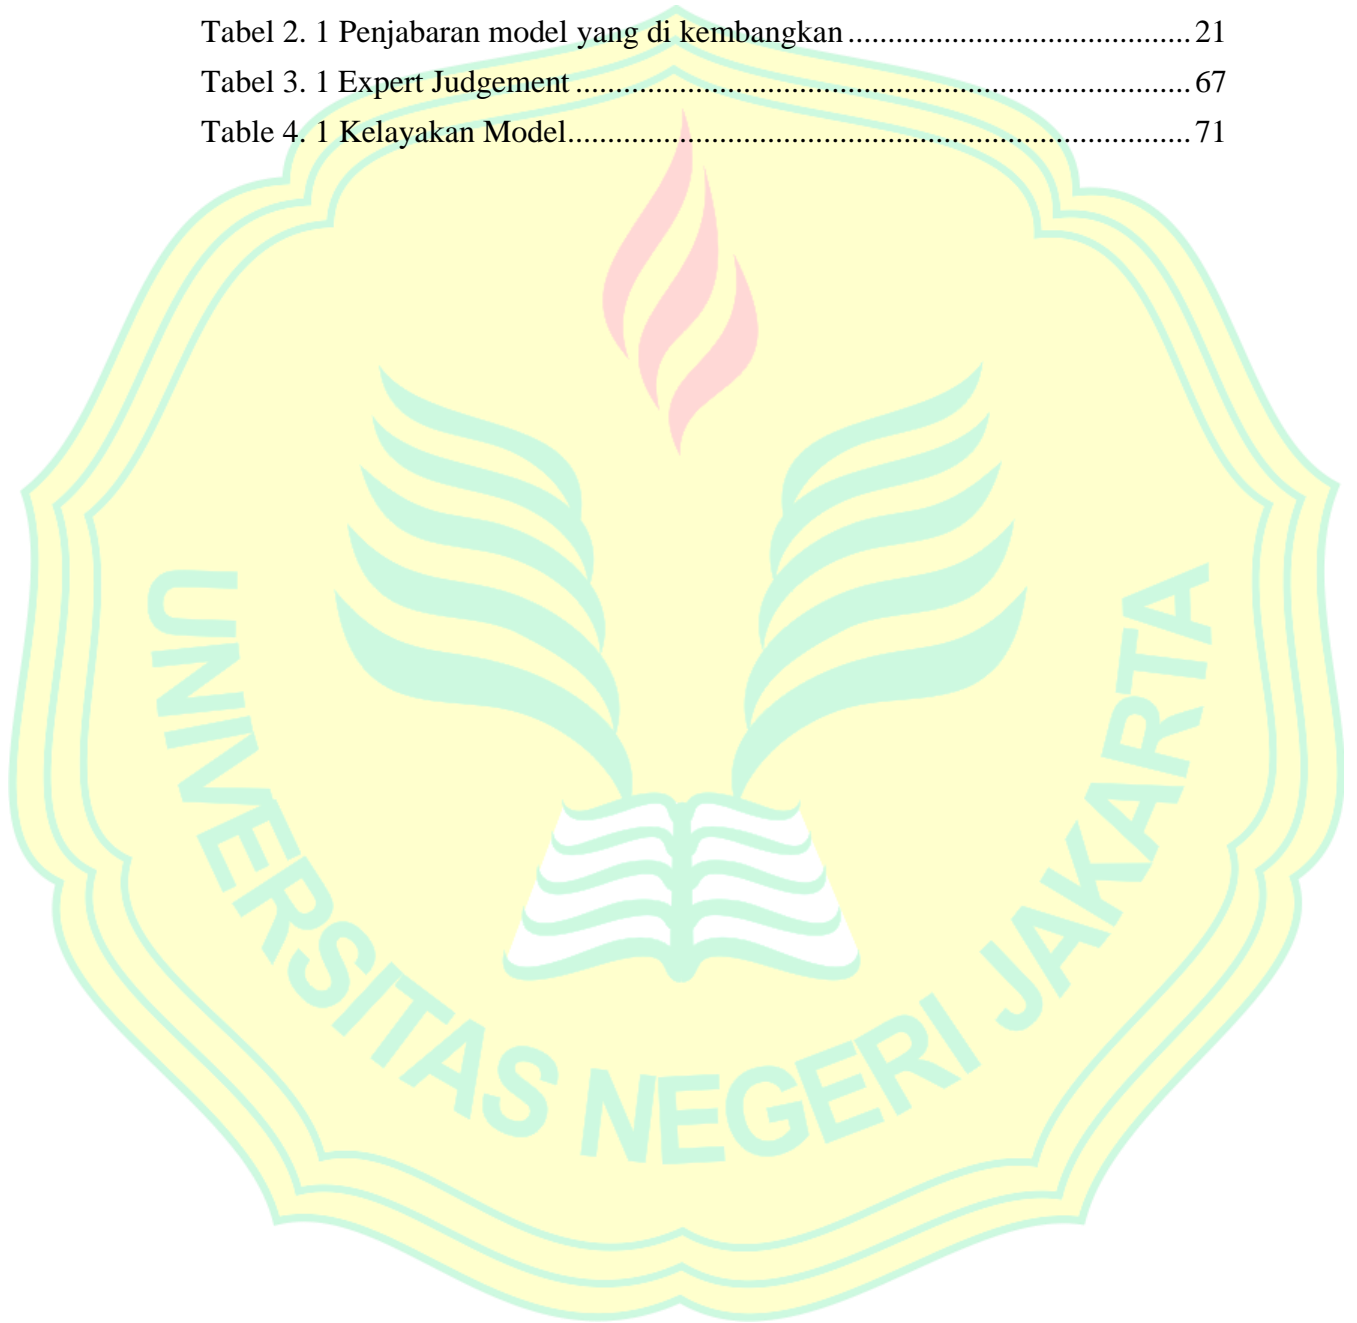 Tabel 2. 1 Penjabaran model yang di kembangkan ........................................... 21
Tabel 3. 1 Expert Judgement ............................................................................. 67
Table 4. 1 Kelayakan Model.............................................................................. 71
UNIVERSITAS NEGERI JAKARTA